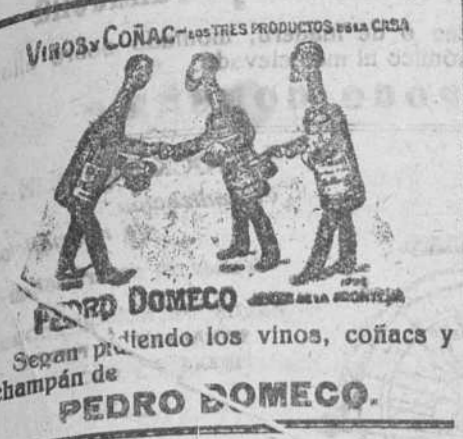 VINOS Y COÑAC-LOS TRES PRODUCTOS DE LA CASA
PEDRO DOMECQ JEREZ DE LA FRONTERA
Segan pidiendo los vinos, coñacs y
champán de
PEDRO DOMECQ.